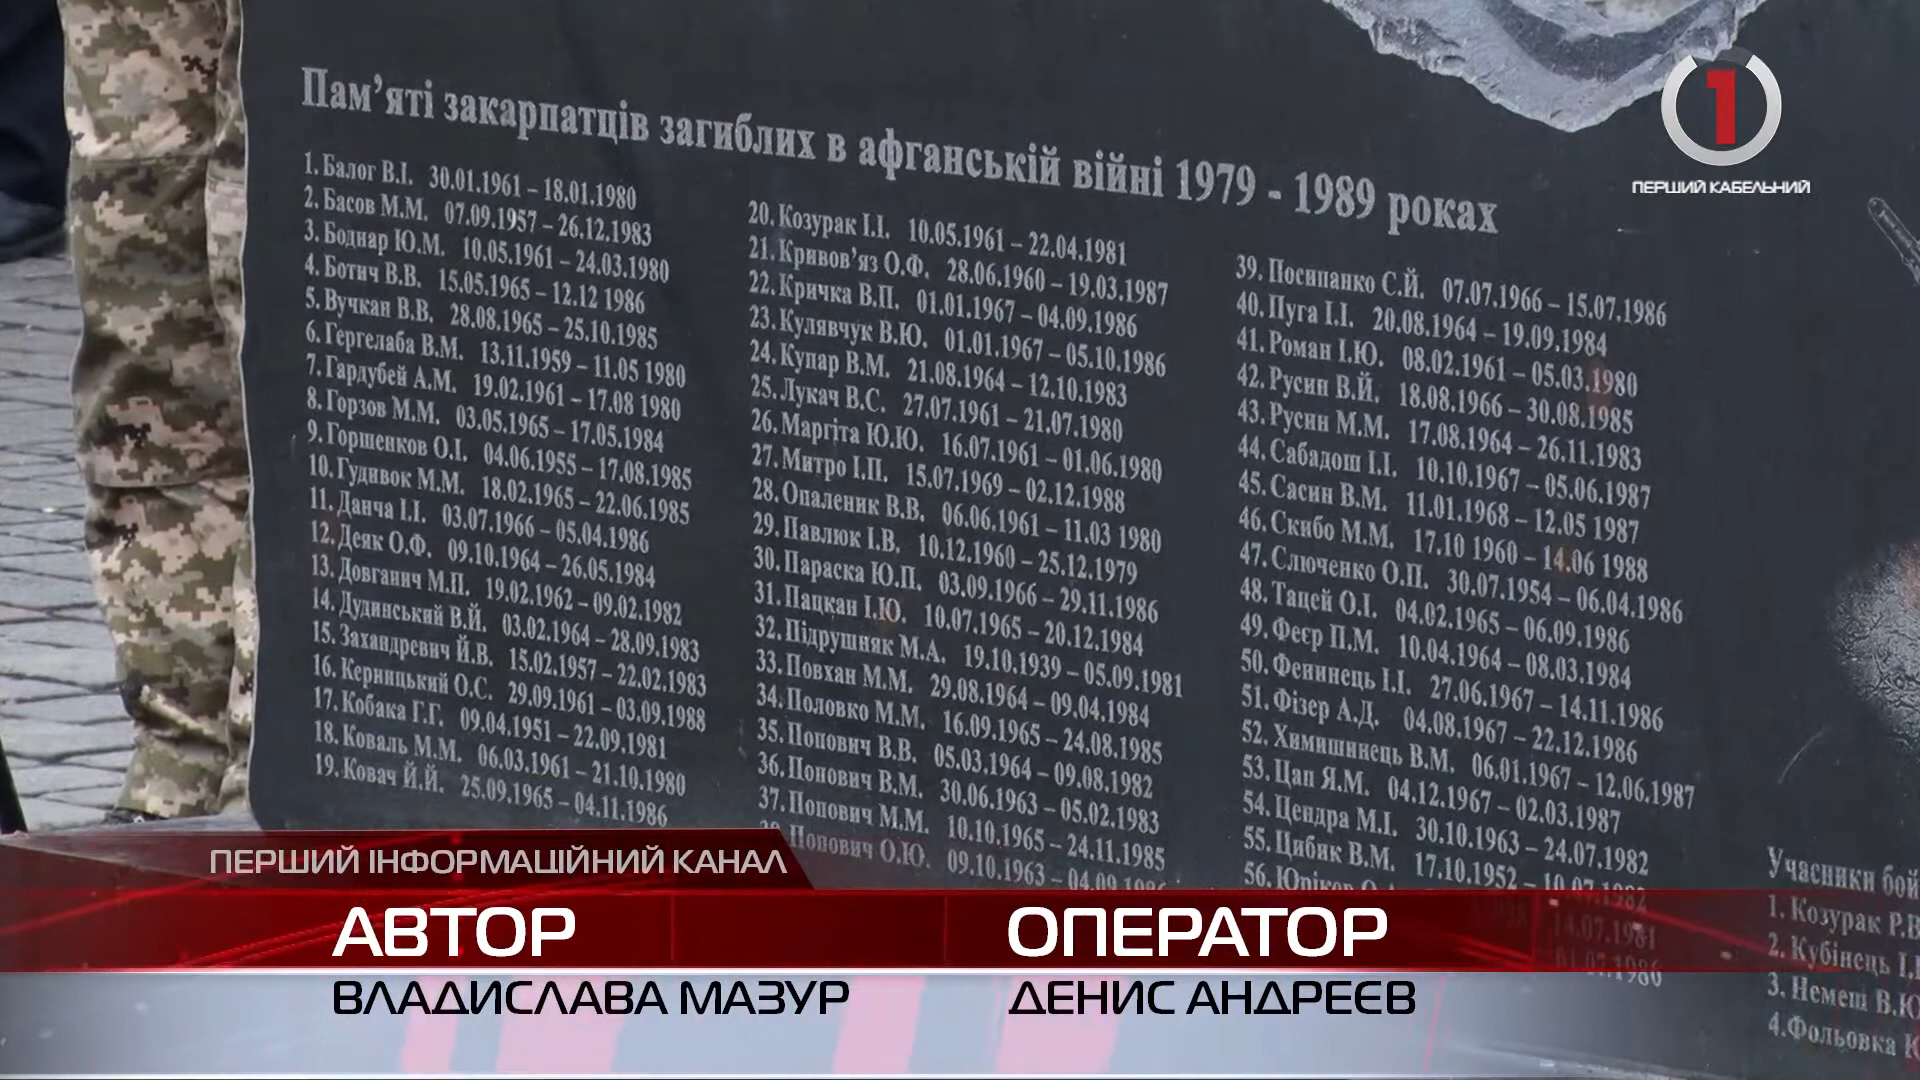 Пам’яті закарпатців загиблих в афганській війні 1979 - 1989 роках
1. Балог В.І. 30.01.1961 – 18.01.1980
2. Басов М.М. 07.09.1957 – 26.12.1983
3. Боднар Ю.М. 10.05.1961 – 24.03.1980
4. Ботич В.В. 15.05.1965 – 12.12 1986
5. Вучкан В.В. 28.08.1965 – 25.10.1985
6. Гергелаба В.М. 13.11.1959 – 11.05 1980
7. Гардубей А.М. 19.02.1961 – 17.08 1980
8. Горзов М.М. 03.05.1965 – 17.05.1984
9. Горшенков О.І. 04.06.1955 – 17.08.1985
10. Гудивок М.М. 18.02.1965 – 22.06.1985
11. Данча І.І. 03.07.1966 – 05.04.1986
12. Деяк О.Ф. 09.10.1964 – 26.05.1984
13. Довганич М.П. 19.02.1962 – 09.02.1982
14. Дудинський В.Й. 03.02.1964 – 28.09.1983
15. Захандревич Й.В. 15.02.1957 – 22.02.1983
16. Керницький О.С. 29.09.1961 – 03.09.1988
17. Кобака Г.Г. 09.04.1951 – 22.09.1981
18. Коваль М.М. 06.03.1961 – 21.10.1980
19. Ковач Й.Й. 25.09.1965 – 04.11.1986
20. Козурак І.І. 10.05.1961 – 22.04.1981
21. Кривов’яз О.Ф. 28.06.1960 – 19.03.1987
22. Кричка В.П. 01.01.1967 – 04.09.1986
23. Кулявчук В.Ю. 01.01.1967 – 05.10.1986
24. Купар В.М. 21.08.1964 – 12.10.1983
25. Лукач В.С. 27.07.1961 – 21.07.1980
26. Маргіта Ю.Ю. 16.07.1961 – 01.06.1980
27. Митро І.П. 15.07.1969 – 02.12.1988
28. Опаленик В.В. 06.06.1961 – 11.03 1980
29. Павлюк І.В. 10.12.1960 – 25.12.1979
30. Параска Ю.П. 03.09.1966 – 29.11.1986
31. Пацкан І.Ю. 10.07.1965 – 20.12.1984
32. Підрушняк М.А. 19.10.1939 – 05.09.1981
33. Повхан М.М. 29.08.1964 – 09.04.1984
34. Половко М.М. 16.09.1965 – 24.08.1985
35. Попович В.В. 05.03.1964 – 09.08.1982
36. Попович В.М. 30.06.1963 – 05.02.1983
37. Попович М.М. 10.10.1965 – 24.11.1985
Попович О.Ю. 09.10.1963 – 04.09
39. Посипанко С.Й. 07.07.1966 – 15.07.1986
40. Пуга І.І. 20.08.1964 – 19.09.1984
41. Роман І.Ю. 08.02.1961 – 05.03.1980
42. Русин В.Й. 18.08.1966 – 30.08.1985
43. Русин М.М. 17.08.1964 – 26.11.1983
44. Сабадош І.І. 10.10.1967 – 05.06.1987
45. Сасин В.М. 11.01.1968 – 12.05 1987
46. Скибо М.М. 17.10 1960 – 14.06 1988
47. Слюченко О.П. 30.07.1954 – 06.04.1986
48. Тацей О.І. 04.02.1965 – 06.09.1986
49. Феєр П.М. 10.04.1964 – 08.03.1984
50. Фенинець І.І. 27.06.1967 – 14.11.1986
51. Фізер А.Д. 04.08.1967 – 22.12.1986
52. Химишинець В.М. 06.01.1967 – 12.06.1987
53. Цап Я.М. 04.12.1967 – 02.03.1987
54. Цендра М.І. 30.10.1963 – 24.07.1982
55. Цибик В.М. 17.10.1952 – 10.07.1982
56. Юріков
14.07.1981
01.07.1986
Учасники бой
1. Козурак Р.В
2. Кубінець І.
3. Немеш В.Ю
4.Фольовка
1
ПЕРШИЙ КАБЕЛЬНИЙ
ПЕРШИЙ ІНФОРМАЦІЙНИЙ КАНАЛ
АВТОР
ВЛАДИСЛАВА МАЗУР
ОПЕРАТОР
ДЕНИС АНДРЕЄВ